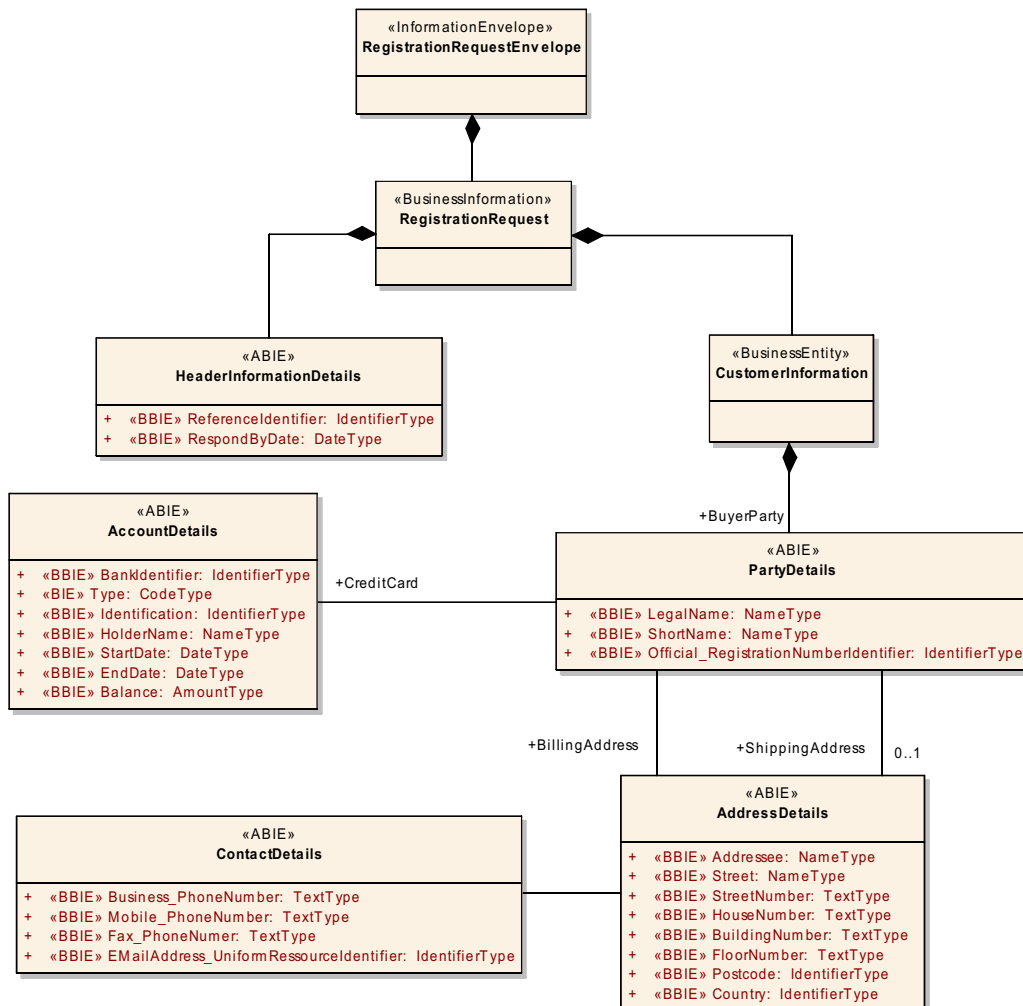 «InformationEnvelope»
RegistrationRequestEnvelope
«BusinessInformation»
RegistrationRequest
«ABIE»
HeaderInformationDetails
+ «BBIE» ReferenceIdentifier: IdentifierType
+ «BBIE» RespondByDate: DateType
«BusinessEntity»
CustomerInformation
+BuyerParty
«ABIE»
AccountDetails
+ «BBIE» BankIdentifier: IdentifierType
+ «BIE» Type: CodeType
+ «BBIE» Identification: IdentifierType
+ «BBIE» HolderName: NameType
+ «BBIE» StartDate: DateType
+ «BBIE» EndDate: DateType
+ «BBIE» Balance: AmountType
+CreditCard
«ABIE»
PartyDetails
+ «BBIE» LegalName: NameType
+ «BBIE» ShortName: NameType
+ «BBIE» Official_RegistrationNumberIdentifier: IdentifierType
+BillingAddress
+ShippingAddress
0..1
«ABIE»
ContactDetails
+ «BBIE» Business_PhoneNumber: TextType
+ «BBIE» Mobile_PhoneNumber: TextType
+ «BBIE» Fax_PhoneNumer: TextType
+ «BBIE» EMailAddress_UniformRessourceIdentifier: IdentifierType
«ABIE»
AddressDetails
+ «BBIE» Addressee: NameType
+ «BBIE» Street: NameType
+ «BBIE» StreetNumber: TextType
+ «BBIE» HouseNumber: TextType
+ «BBIE» BuildingNumber: TextType
+ «BBIE» FloorNumber: TextType
+ «BBIE» Postcode: IdentifierType
+ «BBIE» Country: IdentifierType